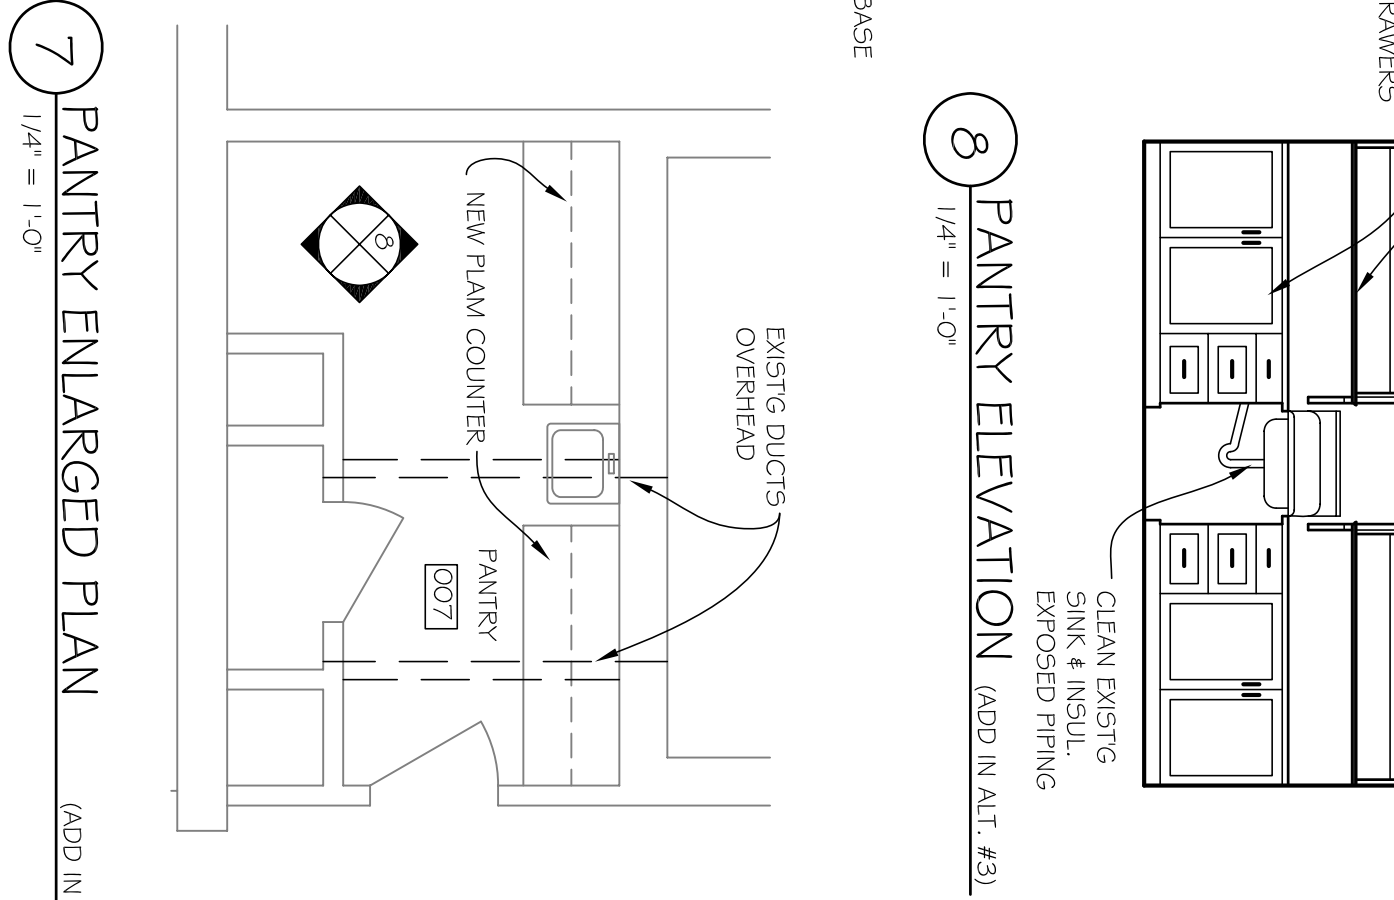 RAWERS
BASE
CLEAN EXIST'G
SINK & INSUL.
EXPOSED PIPING
8
PANTRY ELEVATION (ADD IN ALT. #3)
1/4" = 1'-0"
EXIST'G DUCTS
OVERHEAD
NEW PLAM COUNTER
PANTRY
007
8
7
PANTRY ENLARGED PLAN (ADD IN
1/4" = 1'-0"